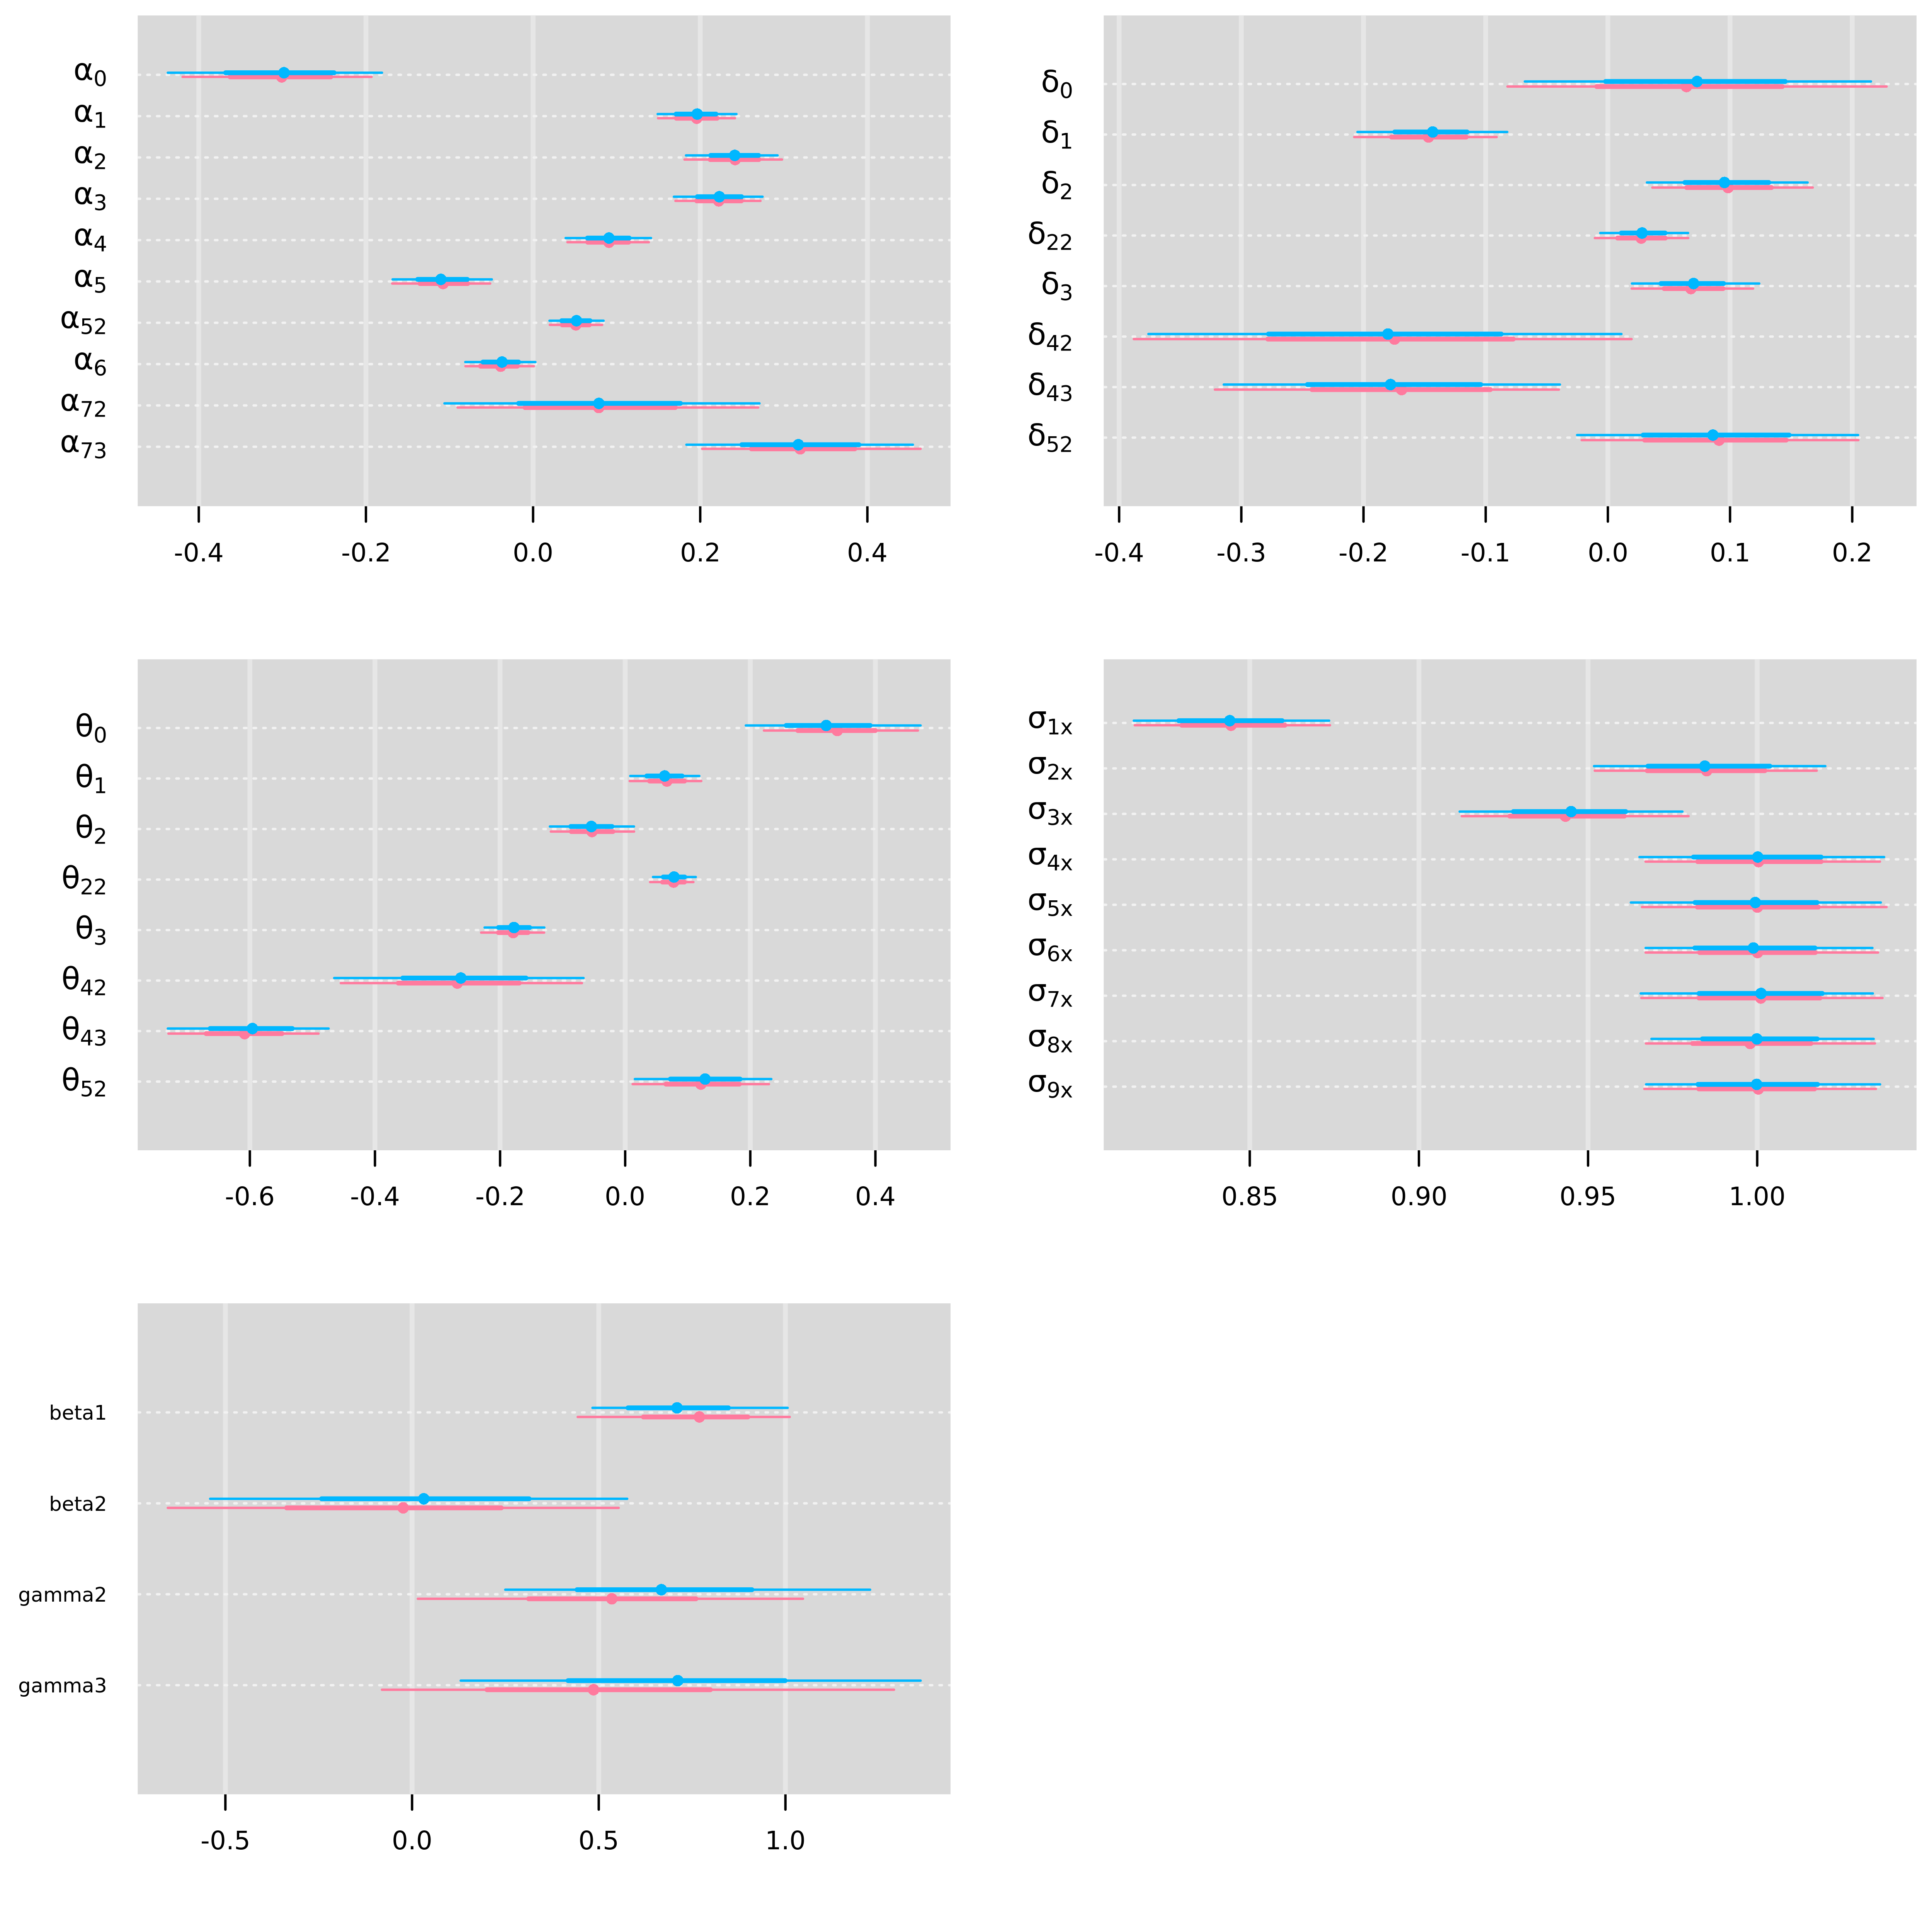 α0
α1
α2
α3
α4
α5
α52
α6
α72
α73
-0.4 -0.2 0.0 0.2 0.4
δ0
δ1
δ2
δ22
δ3
δ42
δ43
δ52
-0.4 -0.3 -0.2 -0.1 0.0 0.1 0.2
θ0
θ1
θ2
θ22
θ3
θ42
θ43
θ52
-0.6 -0.4 -0.2 0.0 0.2 0.4
σ1x
σ2x
σ3x
σ4x
σ5x
σ6x
σ7x
σ8x
σ9x
0.85 0.90 0.95 1.00
beta1
beta2
gamma2
gamma3
-0.5 0.0 0.5 1.0